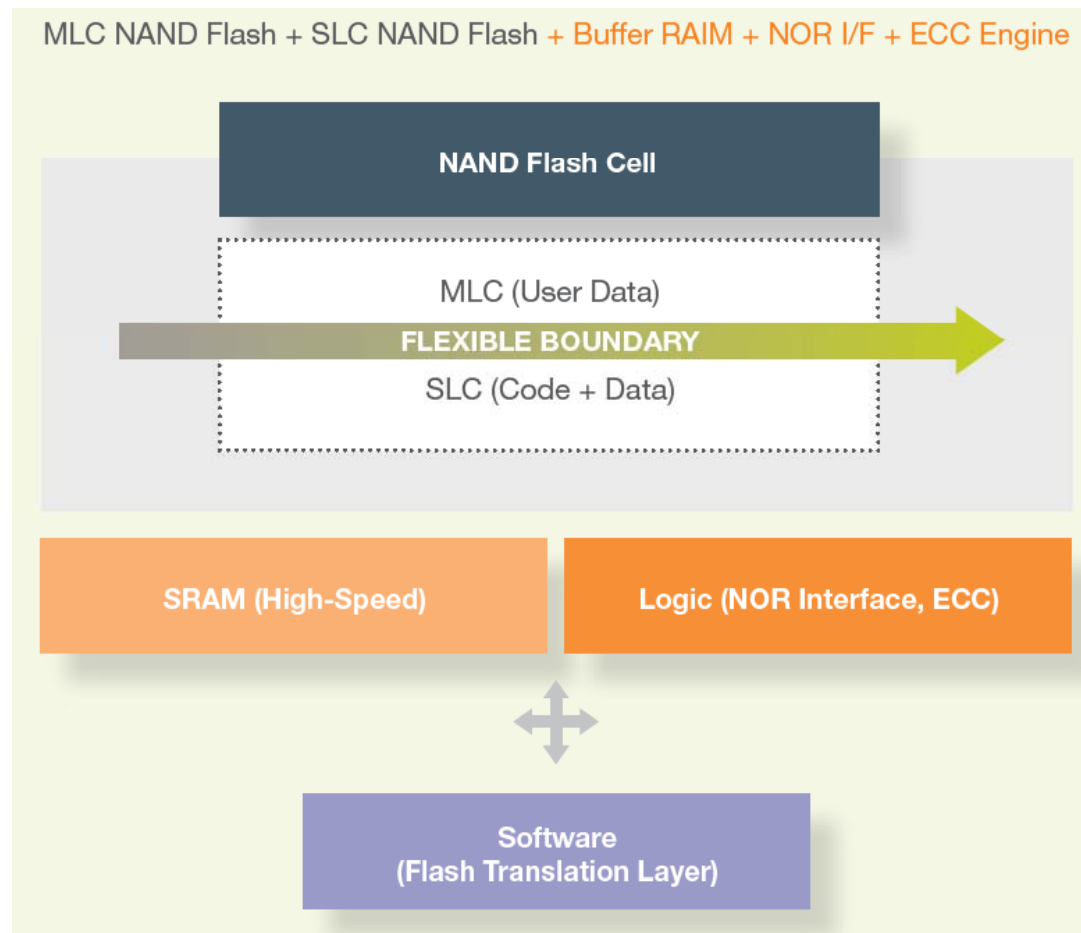 MLC NAND Flash + SLC NAND Flash + Buffer RAIM + NOR I/F + ECC Engine
NAND Flash Cell
MLC (User Data)
FLEXIBLE BOUNDARY
SLC (Code + Data)
SRAM (High-Speed)
Logic (NOR Interface, ECC)
Software
(Flash Translation Layer)